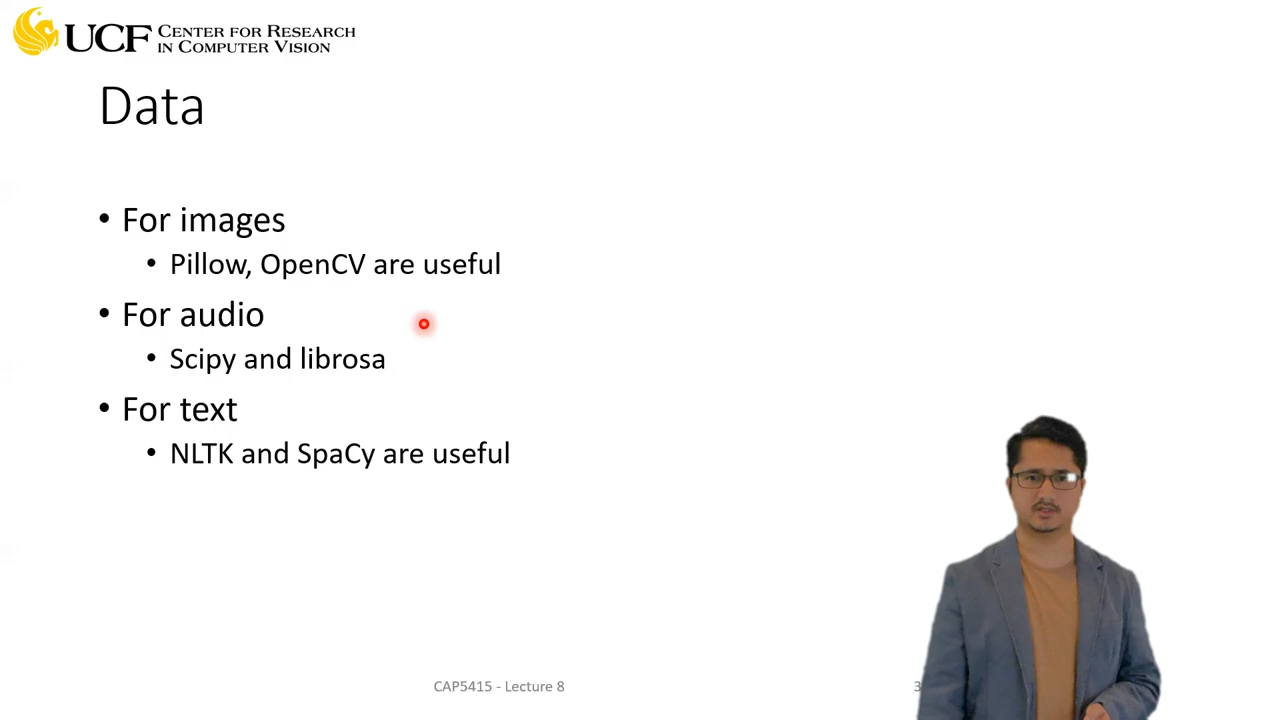 UCF CENTER FOR RESEARCH
IN COMPUTER VISION
Data
• For images
• Pillow, OpenCV are useful
• For audio
• Scipy and librosa
• For text
• NLTK and SpaCy are useful
CAP5415 - Lecture 8